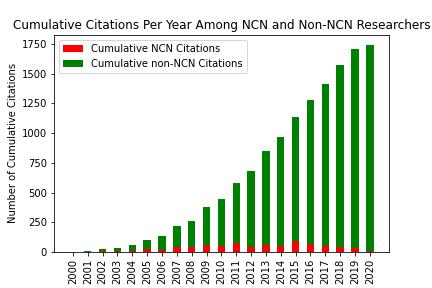 Cumulative Citations Per Year Among NCN and Non-NCN Researchers
Cumulative NCN Citations
Cumulative non-NCN Citations
Number of Cumulative Citations
1750
1500
1250
1000
750
500
250
0
2000 2001 2002 2003 2004 2005 2006 2007 2008 2009 2010 2011 2012 2013 2014 2015 2016 2017 2018 2019 2020